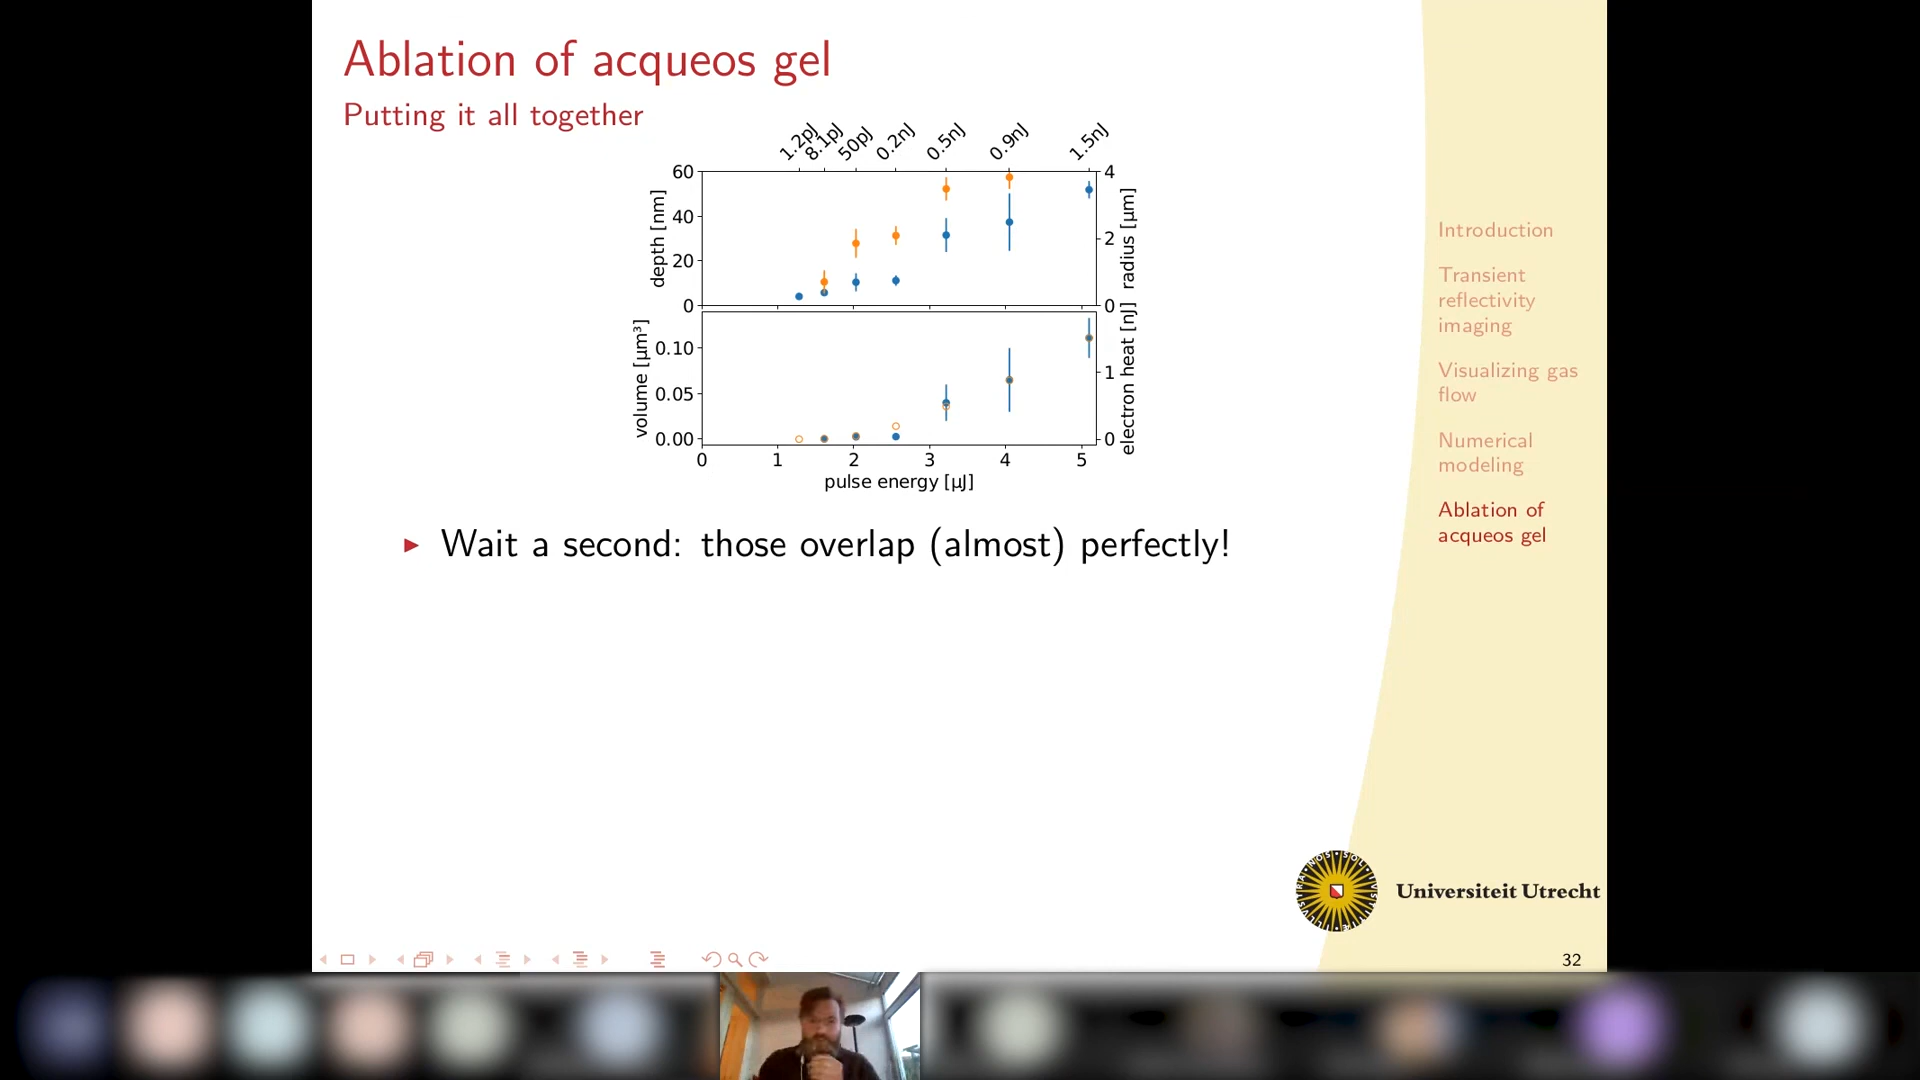 Ablation of acqueos gel
Putting it all together
1.2pJ 8.1pJ 50pJ 0.2nJ 0.5nJ 0.9nJ 1.5nJ
60
40
20
0
depth [nm]
4
2
0
radius [µm]
0.10
0.05
0.00
volume [µm³]
1
0
electron heat [nJ]
0 1 2 3 4 5
pulse energy [µJ]
Wait a second: those overlap (almost) perfectly!
Introduction
Transient
reflectivity
imaging
Visualizing gas
flow
Numerical
modeling
Ablation of
acqueos gel
Universiteit Utrecht
32